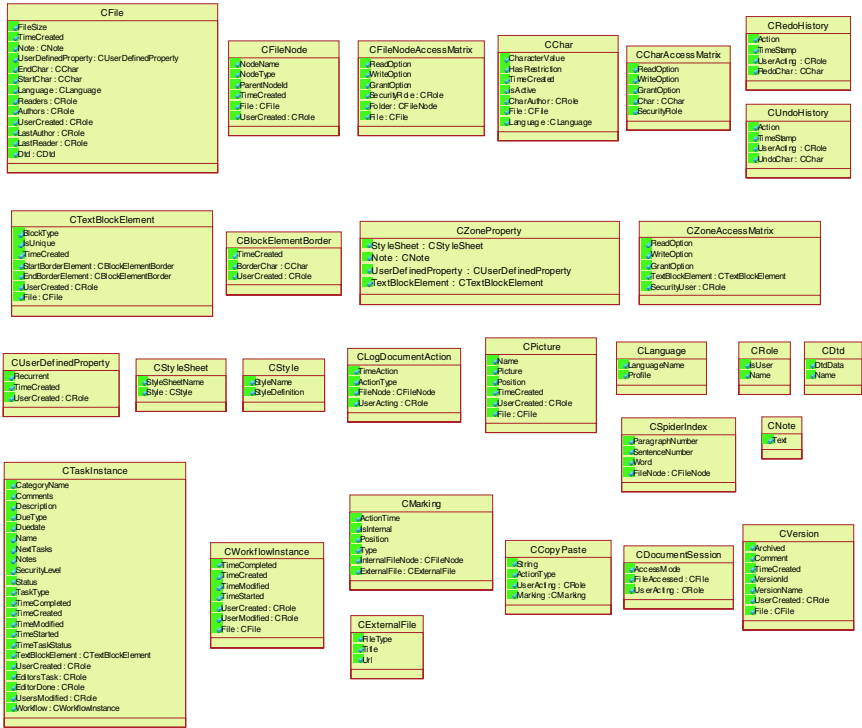 CFile
FileSize
TimeCreated
Note : CNote
UserDefinedProperty : CUserDefinedProperty
EndChar : CChar
StartChar : CChar
Language : CLanguage
Readers : CRole
Authors : CRole
UserCreated : CRole
LastAuthor : CRole
LastReader : CRole
Dtd : CDtd
CFileNode
NodeName
NodeType
ParentNodeId
TimeCreated
File : CFile
UserCreated : CRole
CFileNodeAccessMatrix
ReadOption
WriteOption
GrantOption
SecurityRole : CRole
Folder : CFileNode
File : CFile
CChar
CharacterValue
HasRestriction
TimeCreated
isActive
CharAuthor : CRole
File : CFile
Language : CLanguage
CCharAccessMatrix
ReadOption
WriteOption
GrantOption
Char : CChar
SecurityRole
CRedoHistory
Action
TimeStamp
UserActing : CRole
RedoChar : CChar
CUndoHistory
Action
TimeStamp
UserActing : CRole
UndoChar : CChar
CTextBlockElement
BlockType
IsUnique
TimeCreated
StartBorderElement : CBlockElementBorder
EndBorderElement : CBlockElementBorder
UserCreated : CRole
File : CFile
CBlockElementBorder
TimeCreated
BorderChar : CChar
UserCreated : CRole
CZoneProperty
StyleSheet : CStyleSheet
Note : CNote
UserDefinedProperty : CUserDefinedProperty
TextBlockElement : CTextBlockElement
CZoneAccessMatrix
ReadOption
WriteOption
GrantOption
TextBlockElement : CTextBlockElement
SecurityUser : CRole
CUserDefinedProperty
Recurrent
TimeCreated
UserCreated : CRole
CStyleSheet
StyleSheetName
Style : CStyle
CStyle
StyleName
StyleDefinition
CLogDocumentAction
TimeAction
ActionType
FileNode : CFileNode
UserActing : CRole
CPicture
Name
Picture
Position
TimeCreated
UserCreated : CRole
File : CFile
CLanguage
LanguageName
Profile
CRole
IsUser
Name
CDtd
DtdData
Name
CSpiderIndex
ParagraphNumber
SentenceNumber
Word
FileNode : CFileNode
CNote
Text
CTaskInstance
CategoryName
Comments
Description
DueType
Duedate
Name
NextTasks
Notes
SecurityLevel
Status
TaskType
TimeCompleted
TimeCreated
TimeModified
TimeStarted
TimeTaskStatus
TextBlockElement : CTextBlockElement
UserCreated : CRole
EditorsTask : CRole
EditorDone : CRole
UsersModified : CRole
Workflow : CWorkflowInstance
CWorkflowInstance
TimeCompleted
TimeCreated
TimeModified
TimeStarted
UserCreated : CRole
UserModified : CRole
File : CFile
CMarking
ActionTime
IsInternal
Position
Type
InternalFileNode : CFileNode
ExternalFile : CExternalFile
CExternalFile
FileType
Title
Url
CCopyPaste
String
ActionType
UserActing : CRole
Marking : CMarking
CDocumentSession
AccessMode
FileAccessed : CFile
UserActing : CRole
CVersion
Archived
Comment
TimeCreated
VersionId
VersionName
UserCreated : CRole
File : CFile